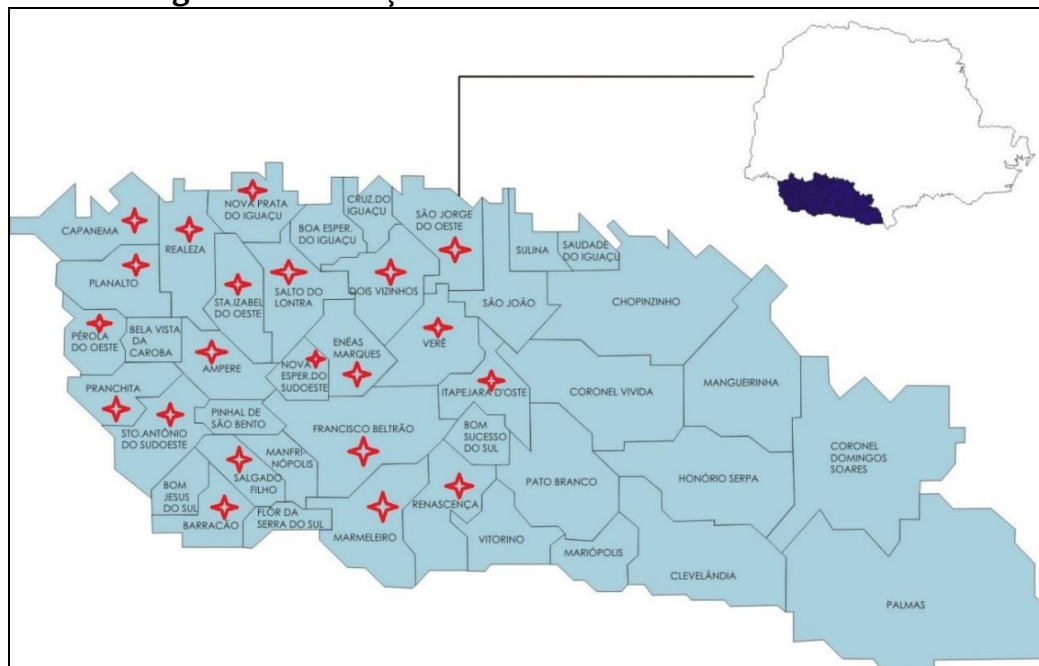 NOVA PRATA
DO IGUAÇU
CRUZ.DO
IGUAÇU
SÃO JORGE
DO OESTE
CAPANEMA
REALEZA
BOA ESPER.
DO IGUAÇU
SULINA
SAUDADE
DO IGUAÇU
PLANALTO
STA.IZABEL
DO OESTE
SALTO DO
LONTRA
DOIS VIZINHOS
SÃO JOÃO
CHOPINZINHO
PÉROLA
DO OESTE
BELA VISTA
DA
CAROBA
AMPERE
NOVA
ESPER.DO
SUDOESTE
ENÉAS
MARQUES
VERÊ
MANGUEIRINHA
PRANCHITA
ITAPEJARA D'OSTE
CORONEL VIVIDA
STO.ANTÔNIO
DO SUDOESTE
PINHAL DE
SÃO BENTO
FRANCISCO BELTRÃO
BOM
SUCESSO
DO SUL
CORONEL
DOMINGOS
SOARES
MANFRI-
NÓPOLIS
SALGADO
FILHO
BOM
JESUS
DO SUL
BARRACÃO
FLOR DA
SERRA DO SUL
MARMELEIRO
RENASCENÇA
PATO BRANCO
HONÓRIO SERPA
VITORINO
MARIÓPOLIS
CLEVELÂNDIA
PALMAS